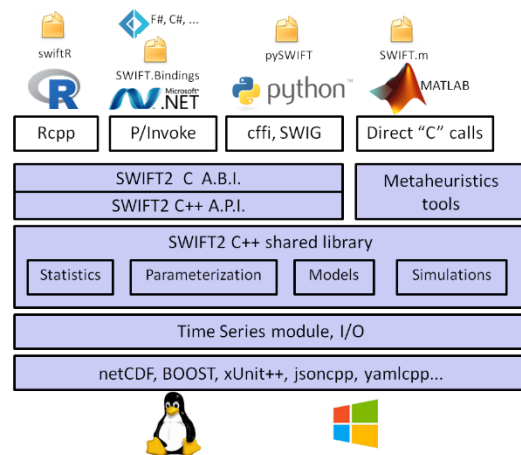 F#, C#, ...
swiftR
SWIFT.Bindings
pySWIFT
SWIFT.m
R
Microsoft®
.NET
python™
MATLAB
Rcpp
P/Invoke
cffi, SWIG
Direct "C" calls
SWIFT2 C A.B.I.
SWIFT2 C++ A.P.I.
Metaheuristics
tools
SWIFT2 C++ shared library
Statistics
Parameterization
Models
Simulations
Time Series module, I/O
netCDF, BOOST, xUnit++, jsoncpp, yamlcpp...